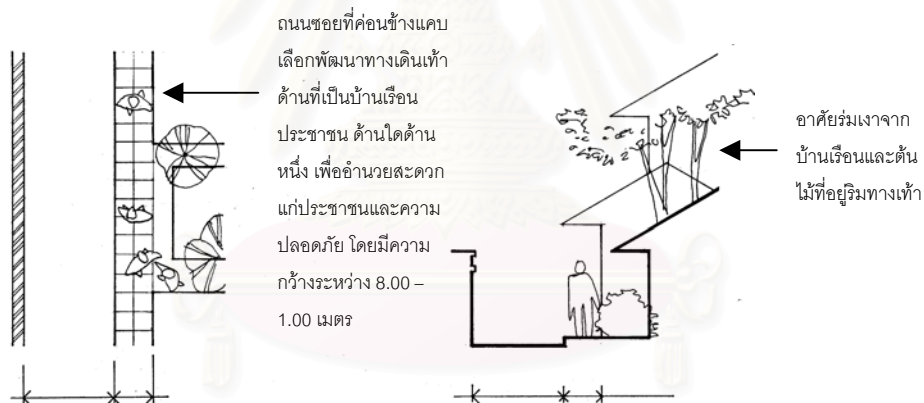 ถนนซอยที่ค่อนข้างแคบ
เลือกพัฒนาทางเดินเท้า
ด้านที่เป็นบ้านเรือน
ประชาชน ด้านใดด้าน
หนึ่ง เพื่ออำนวยสะดวก
แก่ประชาชนและความ
ปลอดภัย โดยมีความ
กว้างระหว่าง 8.00 –
1.00 เมตร
อาศัยร่มเงาจาก
บ้านเรือนและต้น
ไม้ที่อยู่ริมทางเท้า